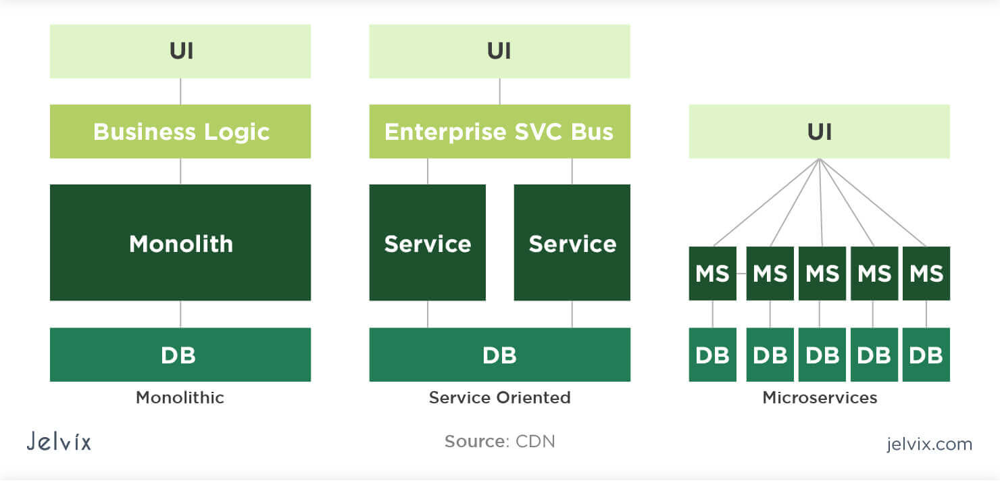 UI
Business Logic
Monolith
DB
Monolithic
UI
Enterprise SVC Bus
Service Service
DB
Service Oriented
UI
MS MS MS MS MS
DB DB DB DB DB
Microservices
Jelvix
Source: CDN
jelvix.com